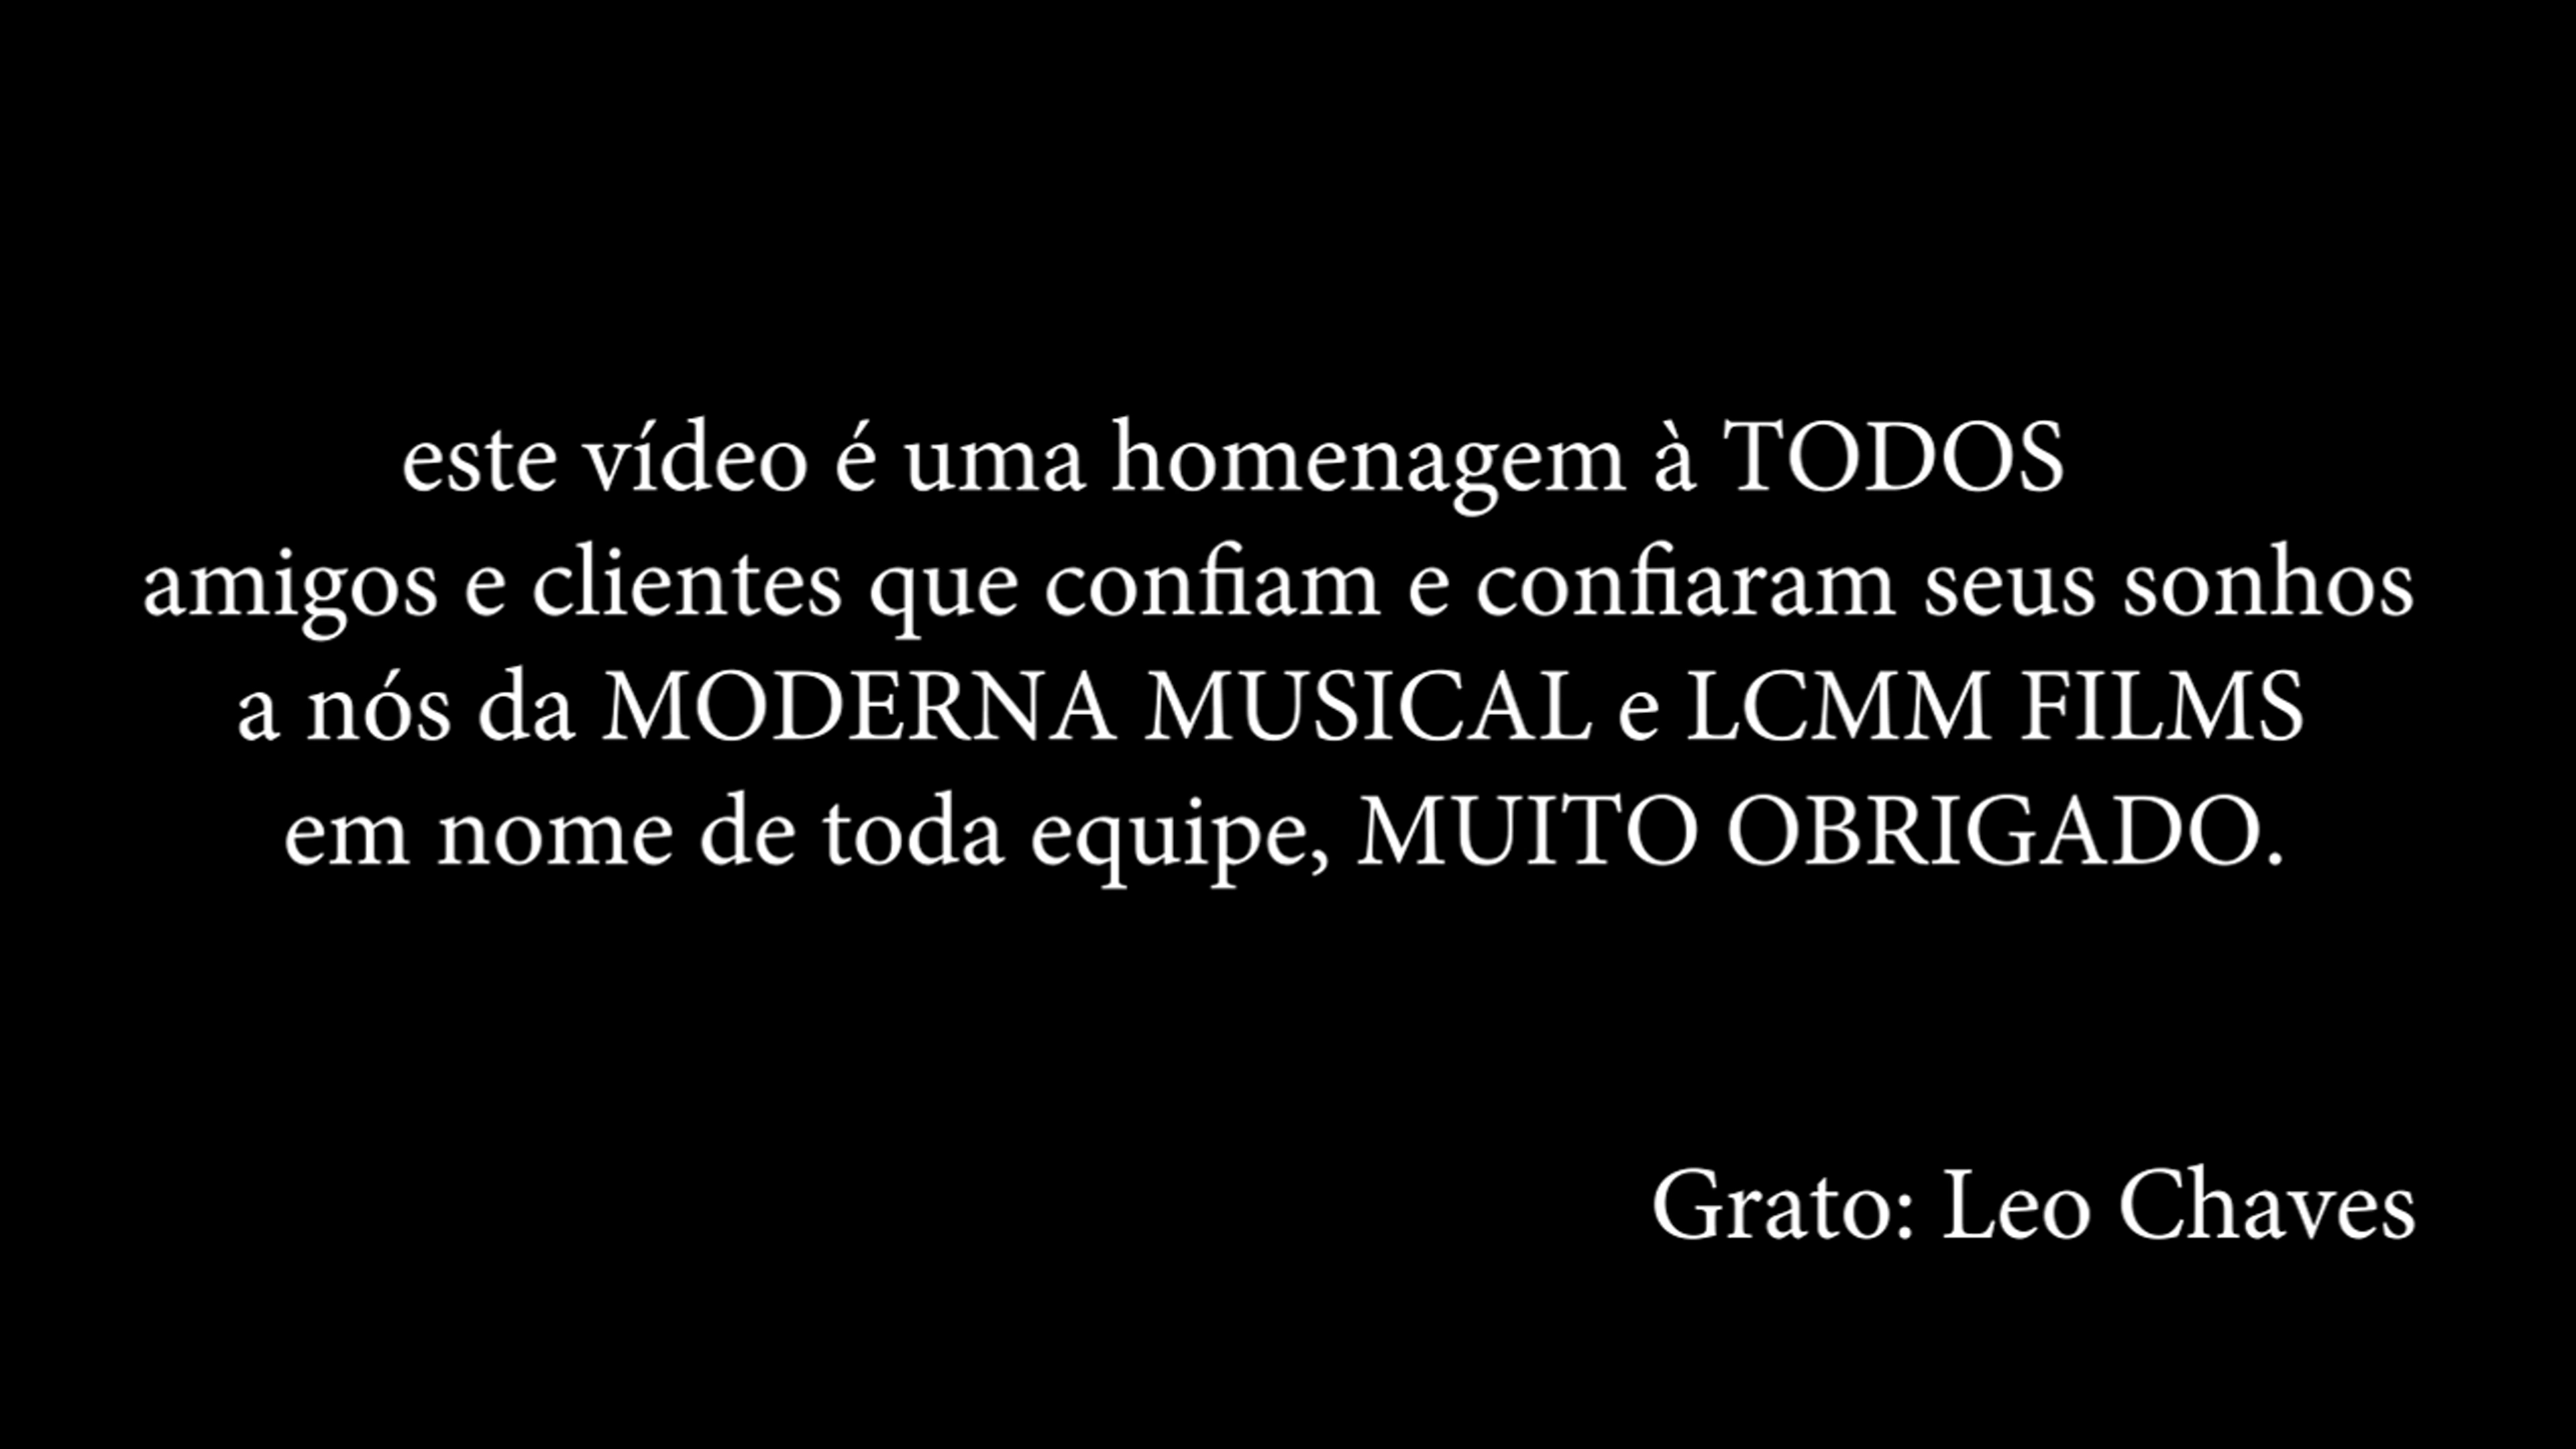 este vídeo é uma homenagem à TODOS
amigos e clientes que confiam e confiaram seus sonhos
a nós da MODERNA MUSICAL e LCMM FILMS
em nome de toda equipe, MUITO OBRIGADO.
Grato: Leo Chaves